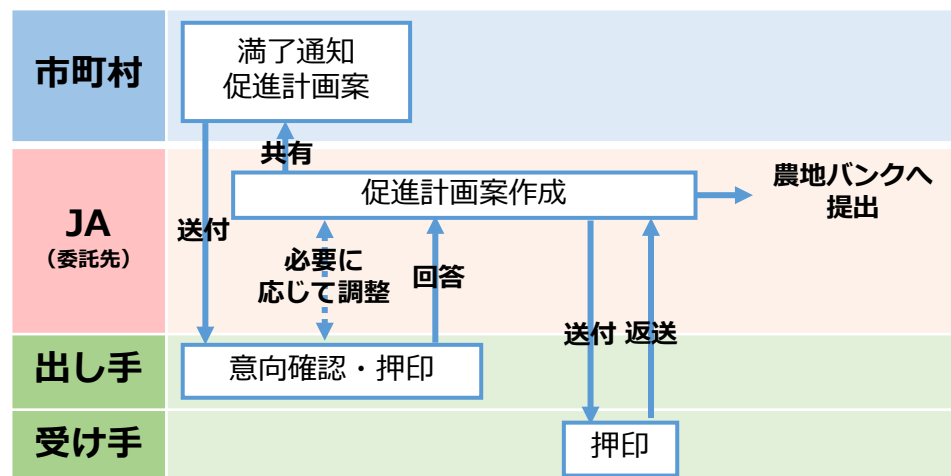 市町村
満了通知
促進計画案
共有
JA
(委託先)
促進計画案作成
農地バンクへ
提出
送付
必要に
応じて調整
回答
送付
返送
出し手
意向確認・押印
受け手
押印